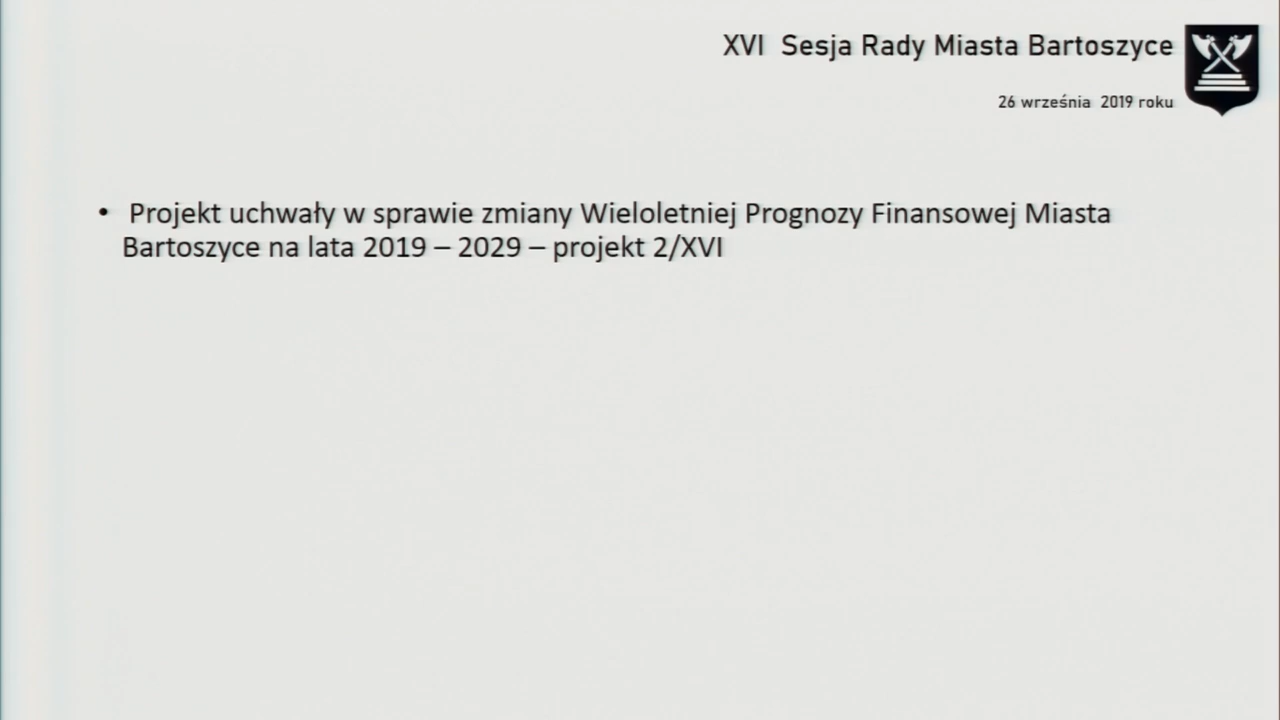 XVI Sesja Rady Miasta Bartoszyce
26 września 2019 roku
• Projekt uchwały w sprawie zmiany Wieloletniej Prognozy Finansowej Miasta
Bartoszyce na lata 2019 – 2029 – projekt 2/XVI